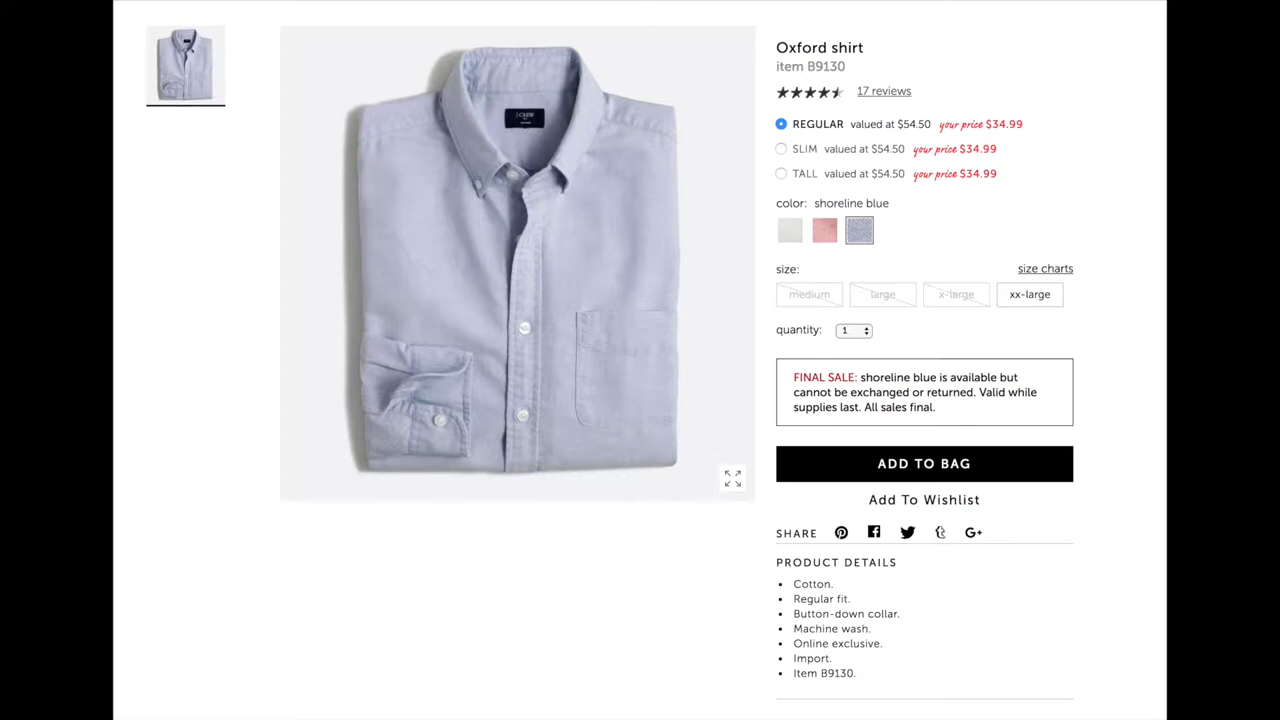 J.CREW
Oxford shirt
item B9130
17 reviews
REGULAR valued at $54.50 your price $34.99
SLIM valued at $54.50 your price $34.99
TALL valued at $54.50 your price $34.99
color: shoreline blue
size: size charts
medium large x-large xx-large
quantity: 1
FINAL SALE: shoreline blue is available but
cannot be exchanged or returned. Valid while
supplies last. All sales final.
ADD TO BAG
Add To Wishlist
SHARE G+
PRODUCT DETAILS
• Cotton.
• Regular fit.
• Button-down collar.
• Machine wash.
• Online exclusive.
• Import.
• Item B9130.